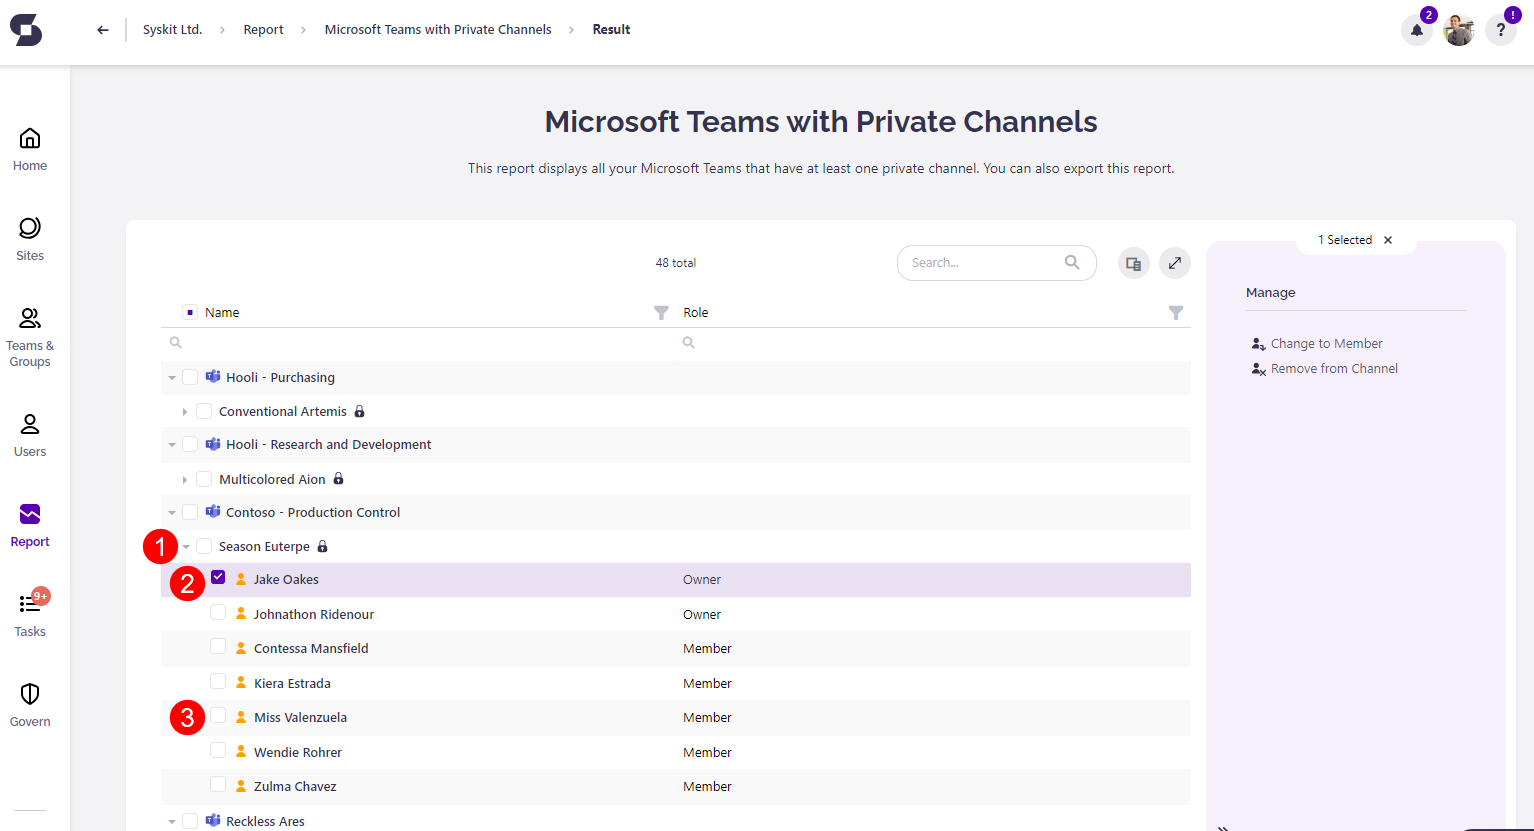 Syskit Ltd.
Report
Microsoft Teams with Private Channels
Result
2
!
?
Home
Sites
Teams &
Groups
Users
Report
9+
Tasks
Govern
Microsoft Teams with Private Channels
This report displays all your Microsoft Teams that have at least one private channel. You can also export this report.
48 total
Search...
1 Selected
Manage
Change to Member
Remove from Channel
Name
Role
Hooli - Purchasing
Conventional Artemis
Hooli - Research and Development
Multicolored Aion
Contoso - Production Control
1
Season Euterpe
2
Jake Oakes
Owner
Johnathon Ridenour
Owner
Contessa Mansfield
Member
Kiera Estrada
Member
3
Miss Valenzuela
Member
Wendie Rohrer
Member
Zulma Chavez
Member
Reckless Ares